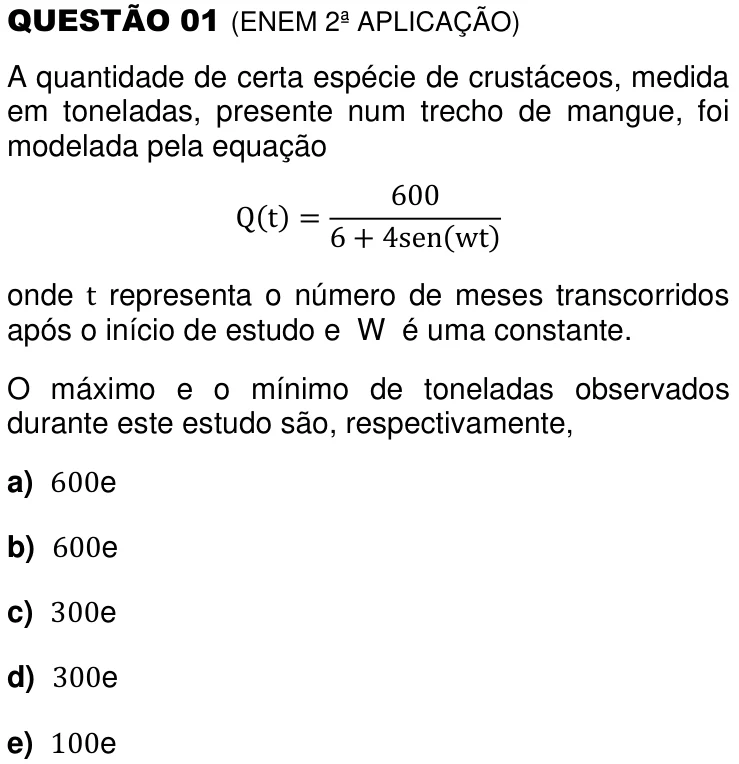 QUESTÃO 01 (ENEM 2ª APLICAÇÃO)
A quantidade de certa espécie de crustáceos, medida
em toneladas, presente num trecho de mangue, foi
modelada pela equação
Q(t) = 600 / 6 + 4sen(wt)
onde t representa o número de meses transcorridos
após o início de estudo e W é uma constante.
O máximo e o mínimo de toneladas observados
durante este estudo são, respectivamente,
a) 600e
b) 600e
c) 300e
d) 300e
e) 100e